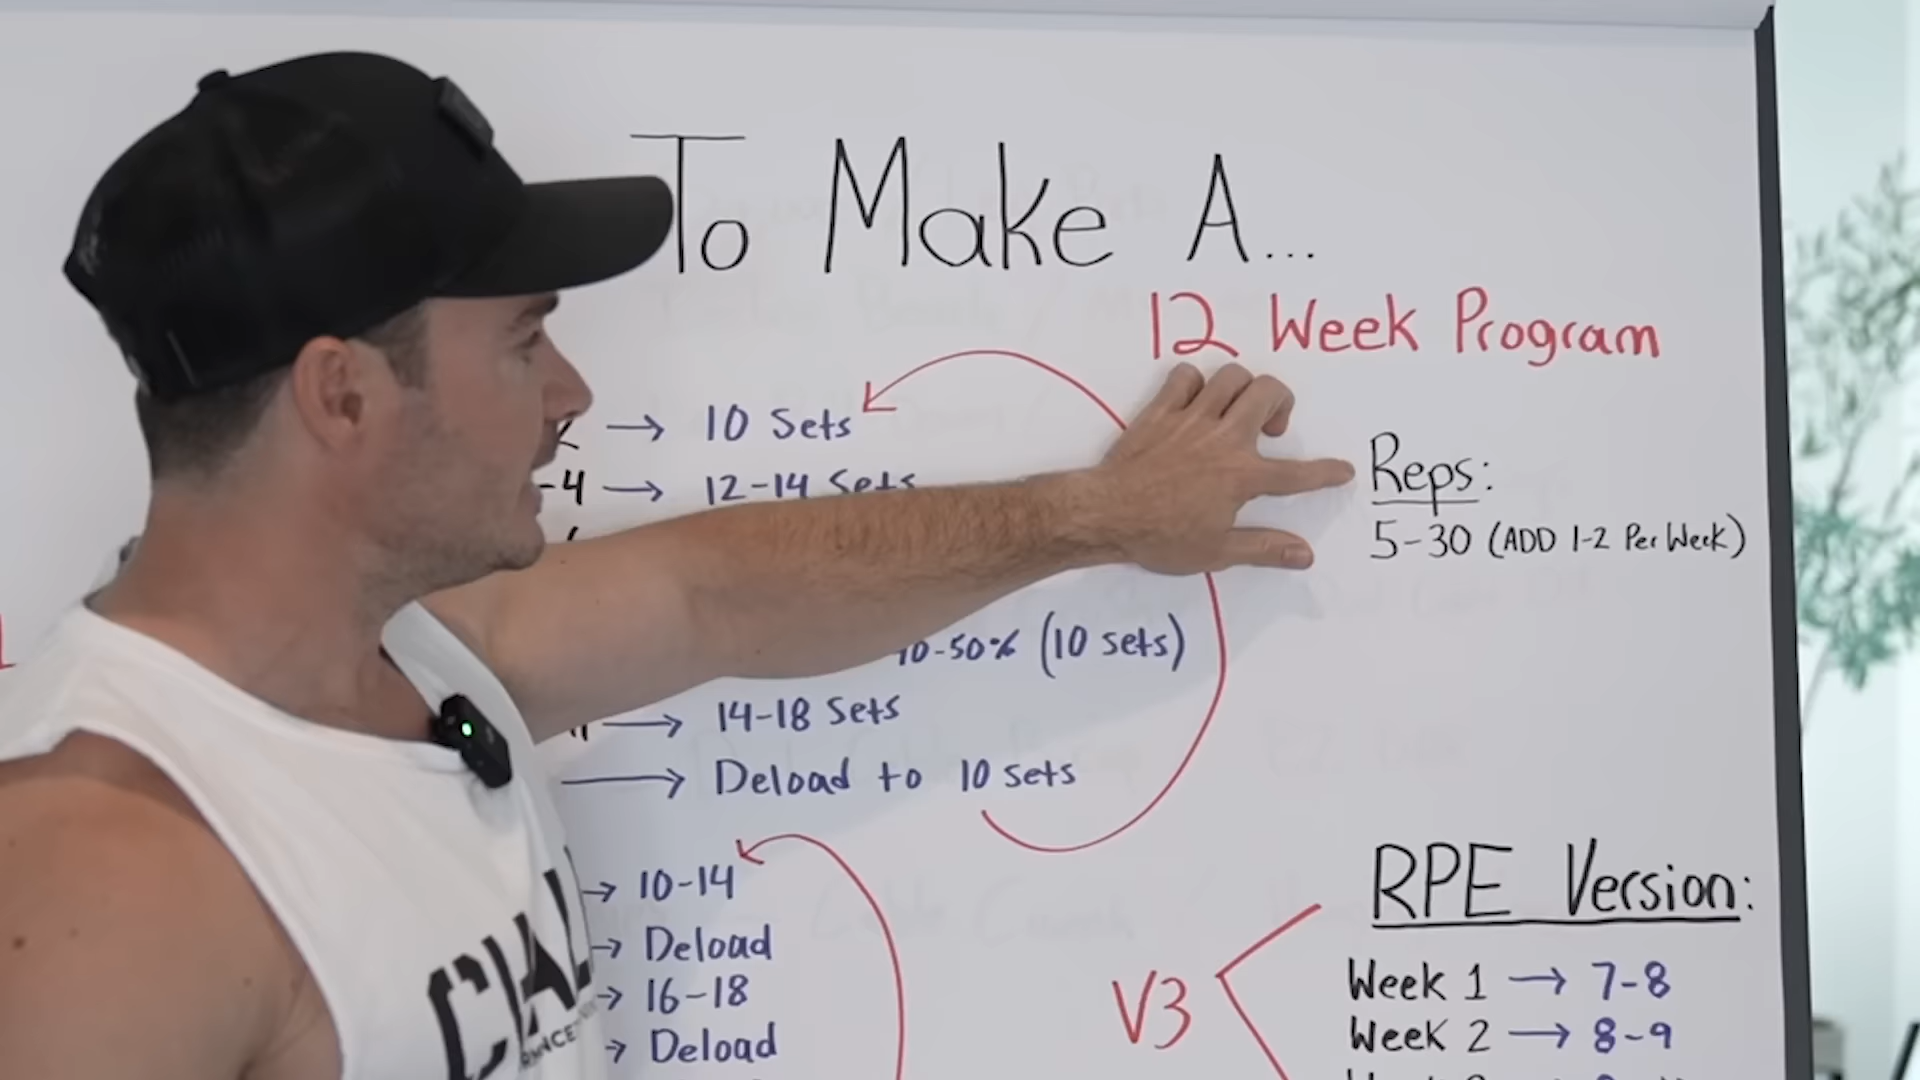 To Make A...
12 Week Program
→ 10 Sets
-4 → 12-14 Sets
-50% (10 sets)
→ 14-18 Sets
→ Deload to 10 sets
→ 10-14
→ Deload
→ 16-18
→ Deload
Reps:
5-30 (ADD 1-2 Per Week)
V3
RPE Version:
Week 1 → 7-8
Week 2 → 8-9